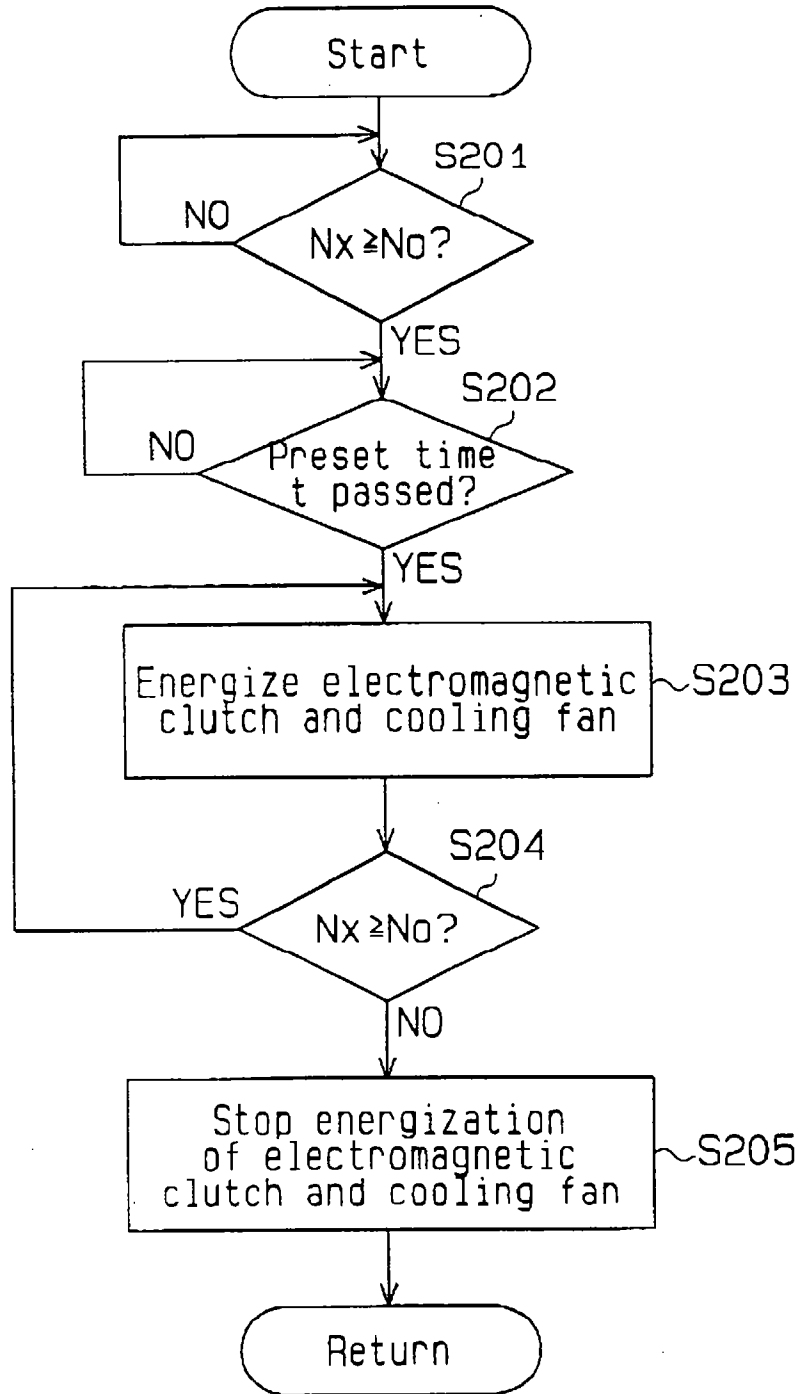 Start
S201
NO
Nx ≧No?
YES
S202
NO
Preset time
t passed?
YES
Energize electromagnetic
clutch and cooling fan
S203
S204
YES
Nx ≧No?
NO
Stop energization
of electromagnetic
clutch and cooling fan
S205
Return